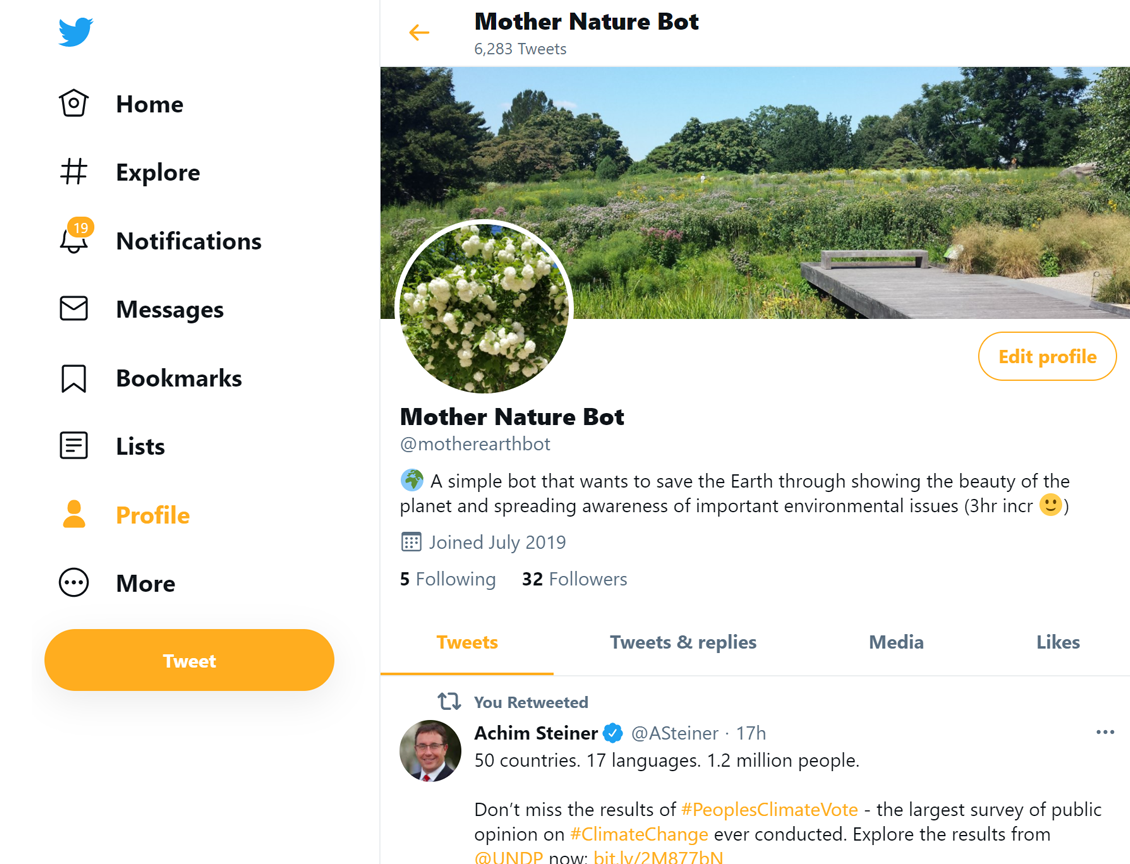 Mother Nature Bot
6,283 Tweets
Home
Explore
19
Notifications
Messages
Bookmarks
Lists
Profile
More
Tweet
Edit profile
Mother Nature Bot
@motherearthbot
🌍 A simple bot that wants to save the Earth through showing the beauty of the
planet and spreading awareness of important environmental issues (3hr incr 🙂)
Joined July 2019
5 Following 32 Followers
Tweets Tweets & replies Media Likes
You Retweeted
Achim Steiner @ASteiner · 17h
50 countries. 17 languages. 1.2 million people.
Don’t miss the results of #PeoplesClimateVote - the largest survey of public
opinion on #ClimateChange ever conducted. Explore the results from
@UNDP now: bit.ly/2M877bN